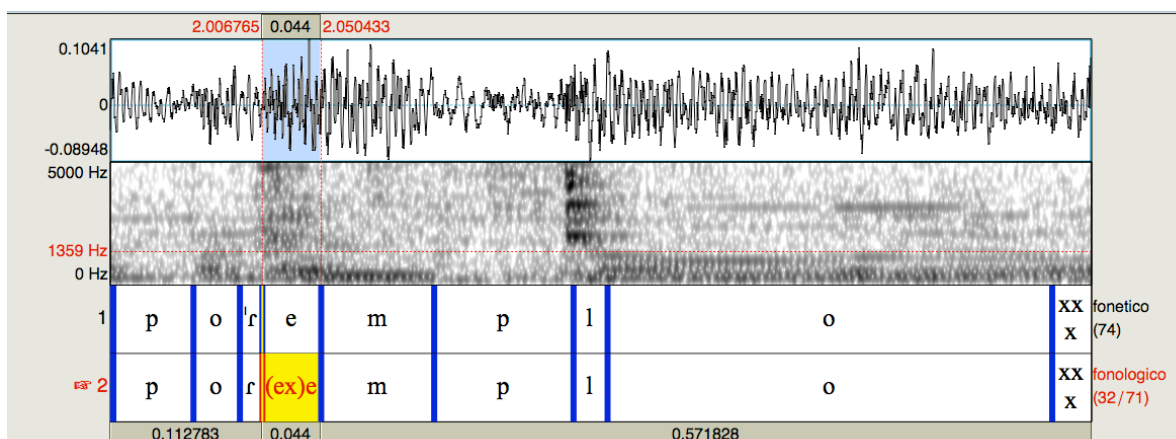 2.006765 0.044 2.050433
0.1041
0
-0.08948
5000 Hz
1359 Hz
0 Hz
1 p o ˈɾ e m p l o xx x fonetico (74)
☞ 2 p o ɾ (ex)e m p l o xx x fonologico (32/71)
0.112783 0.044 0.571828